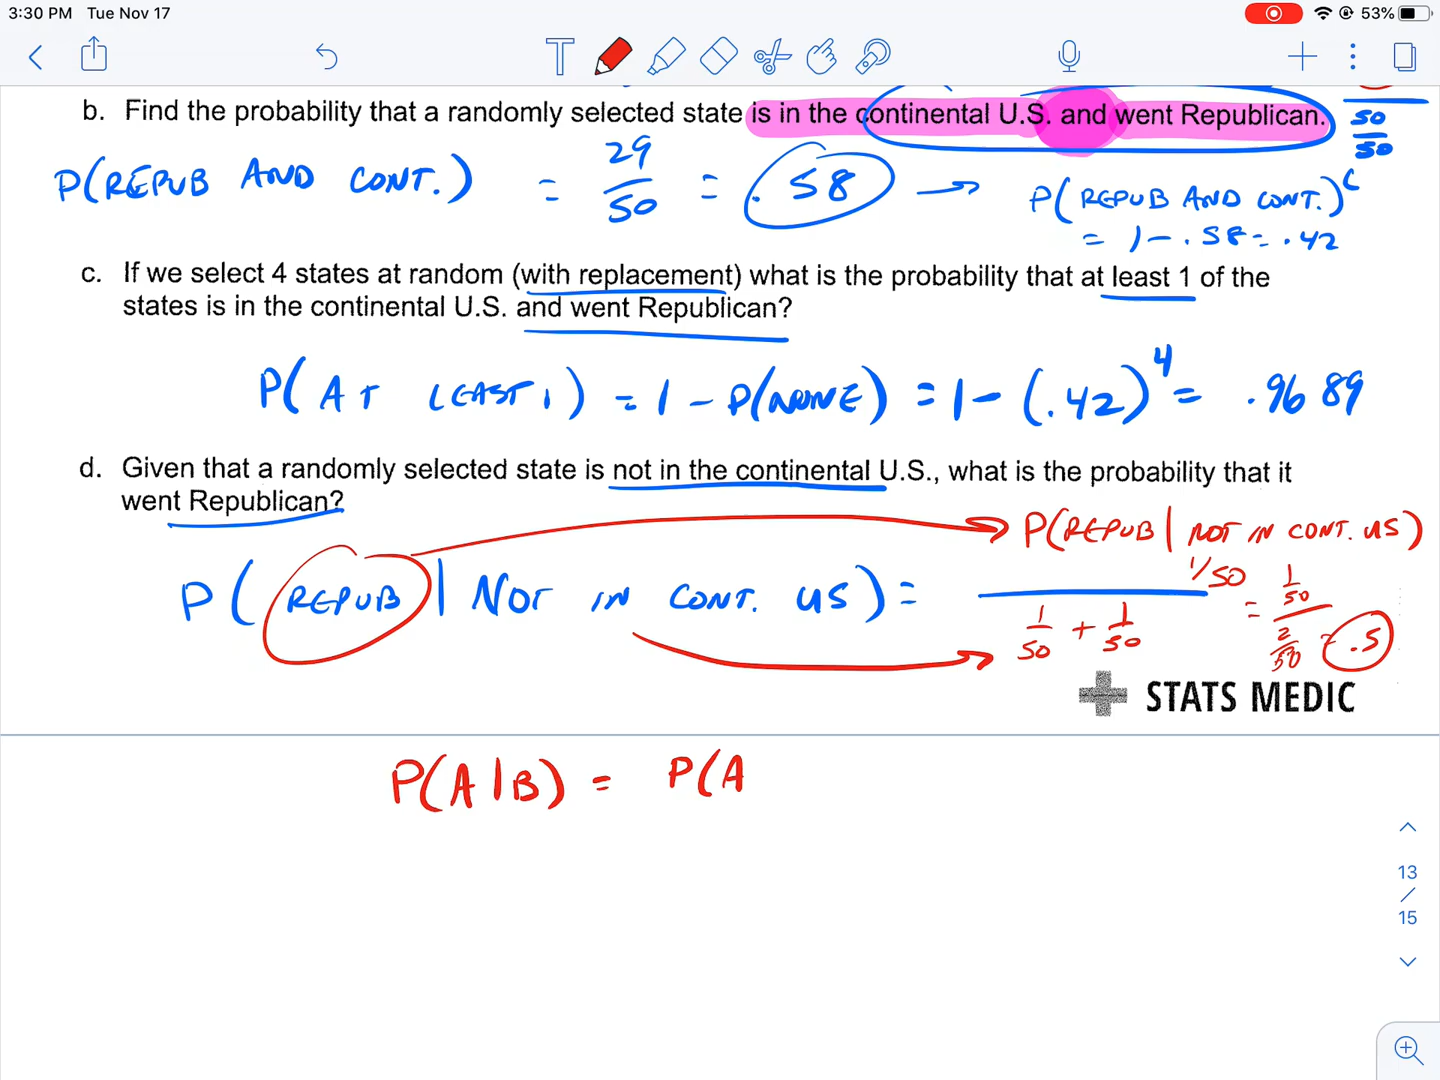 3:30 PM Tue Nov 17
53%
T
b. Find the probability that a randomly selected state is in the continental U.S. and went Republican.
50
50
P(REPUB AND CONT.) = 29/50 = .58 → P(REPUB AND CONT.)ᶜ
= 1 - .58 = .42
c. If we select 4 states at random (with replacement) what is the probability that at least 1 of the
states is in the continental U.S. and went Republican?
P(AT LEAST 1) = 1 - P(NONE) = 1 - (.42)⁴ = .9689
d. Given that a randomly selected state is not in the continental U.S., what is the probability that it
went Republican?
P(REPUB | NOT IN CONT. US)
P(REPUB | NOT IN CONT. US) =
1/50
1/50 + 1/50
= 1/50
2/50 = .5
STATS MEDIC
P(A|B) = P(A
13
/
15